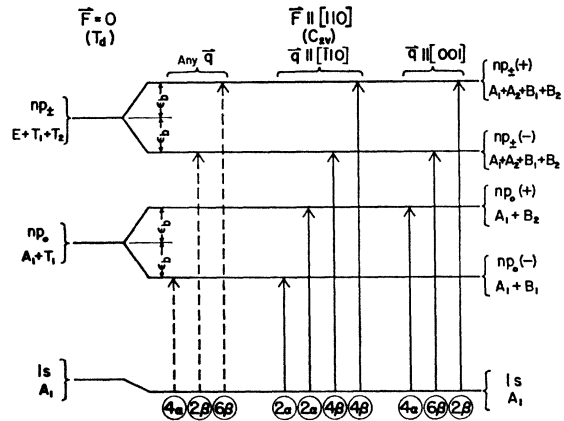 F⃗=0
(T_d)
F⃗ ∥ [110]
(C_2v)
Any q⃗
q⃗ ∥ [1̄10]
q⃗ ∥ [001]
np±
E+T₁+T₂
ϵ_b
ϵ_b
np±(+)
A₁+A₂+B₁+B₂
np±(−)
A₁+A₂+B₁+B₂
np₀
A₁+T₁
ϵ_b
ϵ_b
np₀(+)
A₁+B₂
np₀(−)
A₁+B₁
1s
A₁
1s
A₁
4α 2β 6β 2α 2α 4β 4β 4α 6β 2β